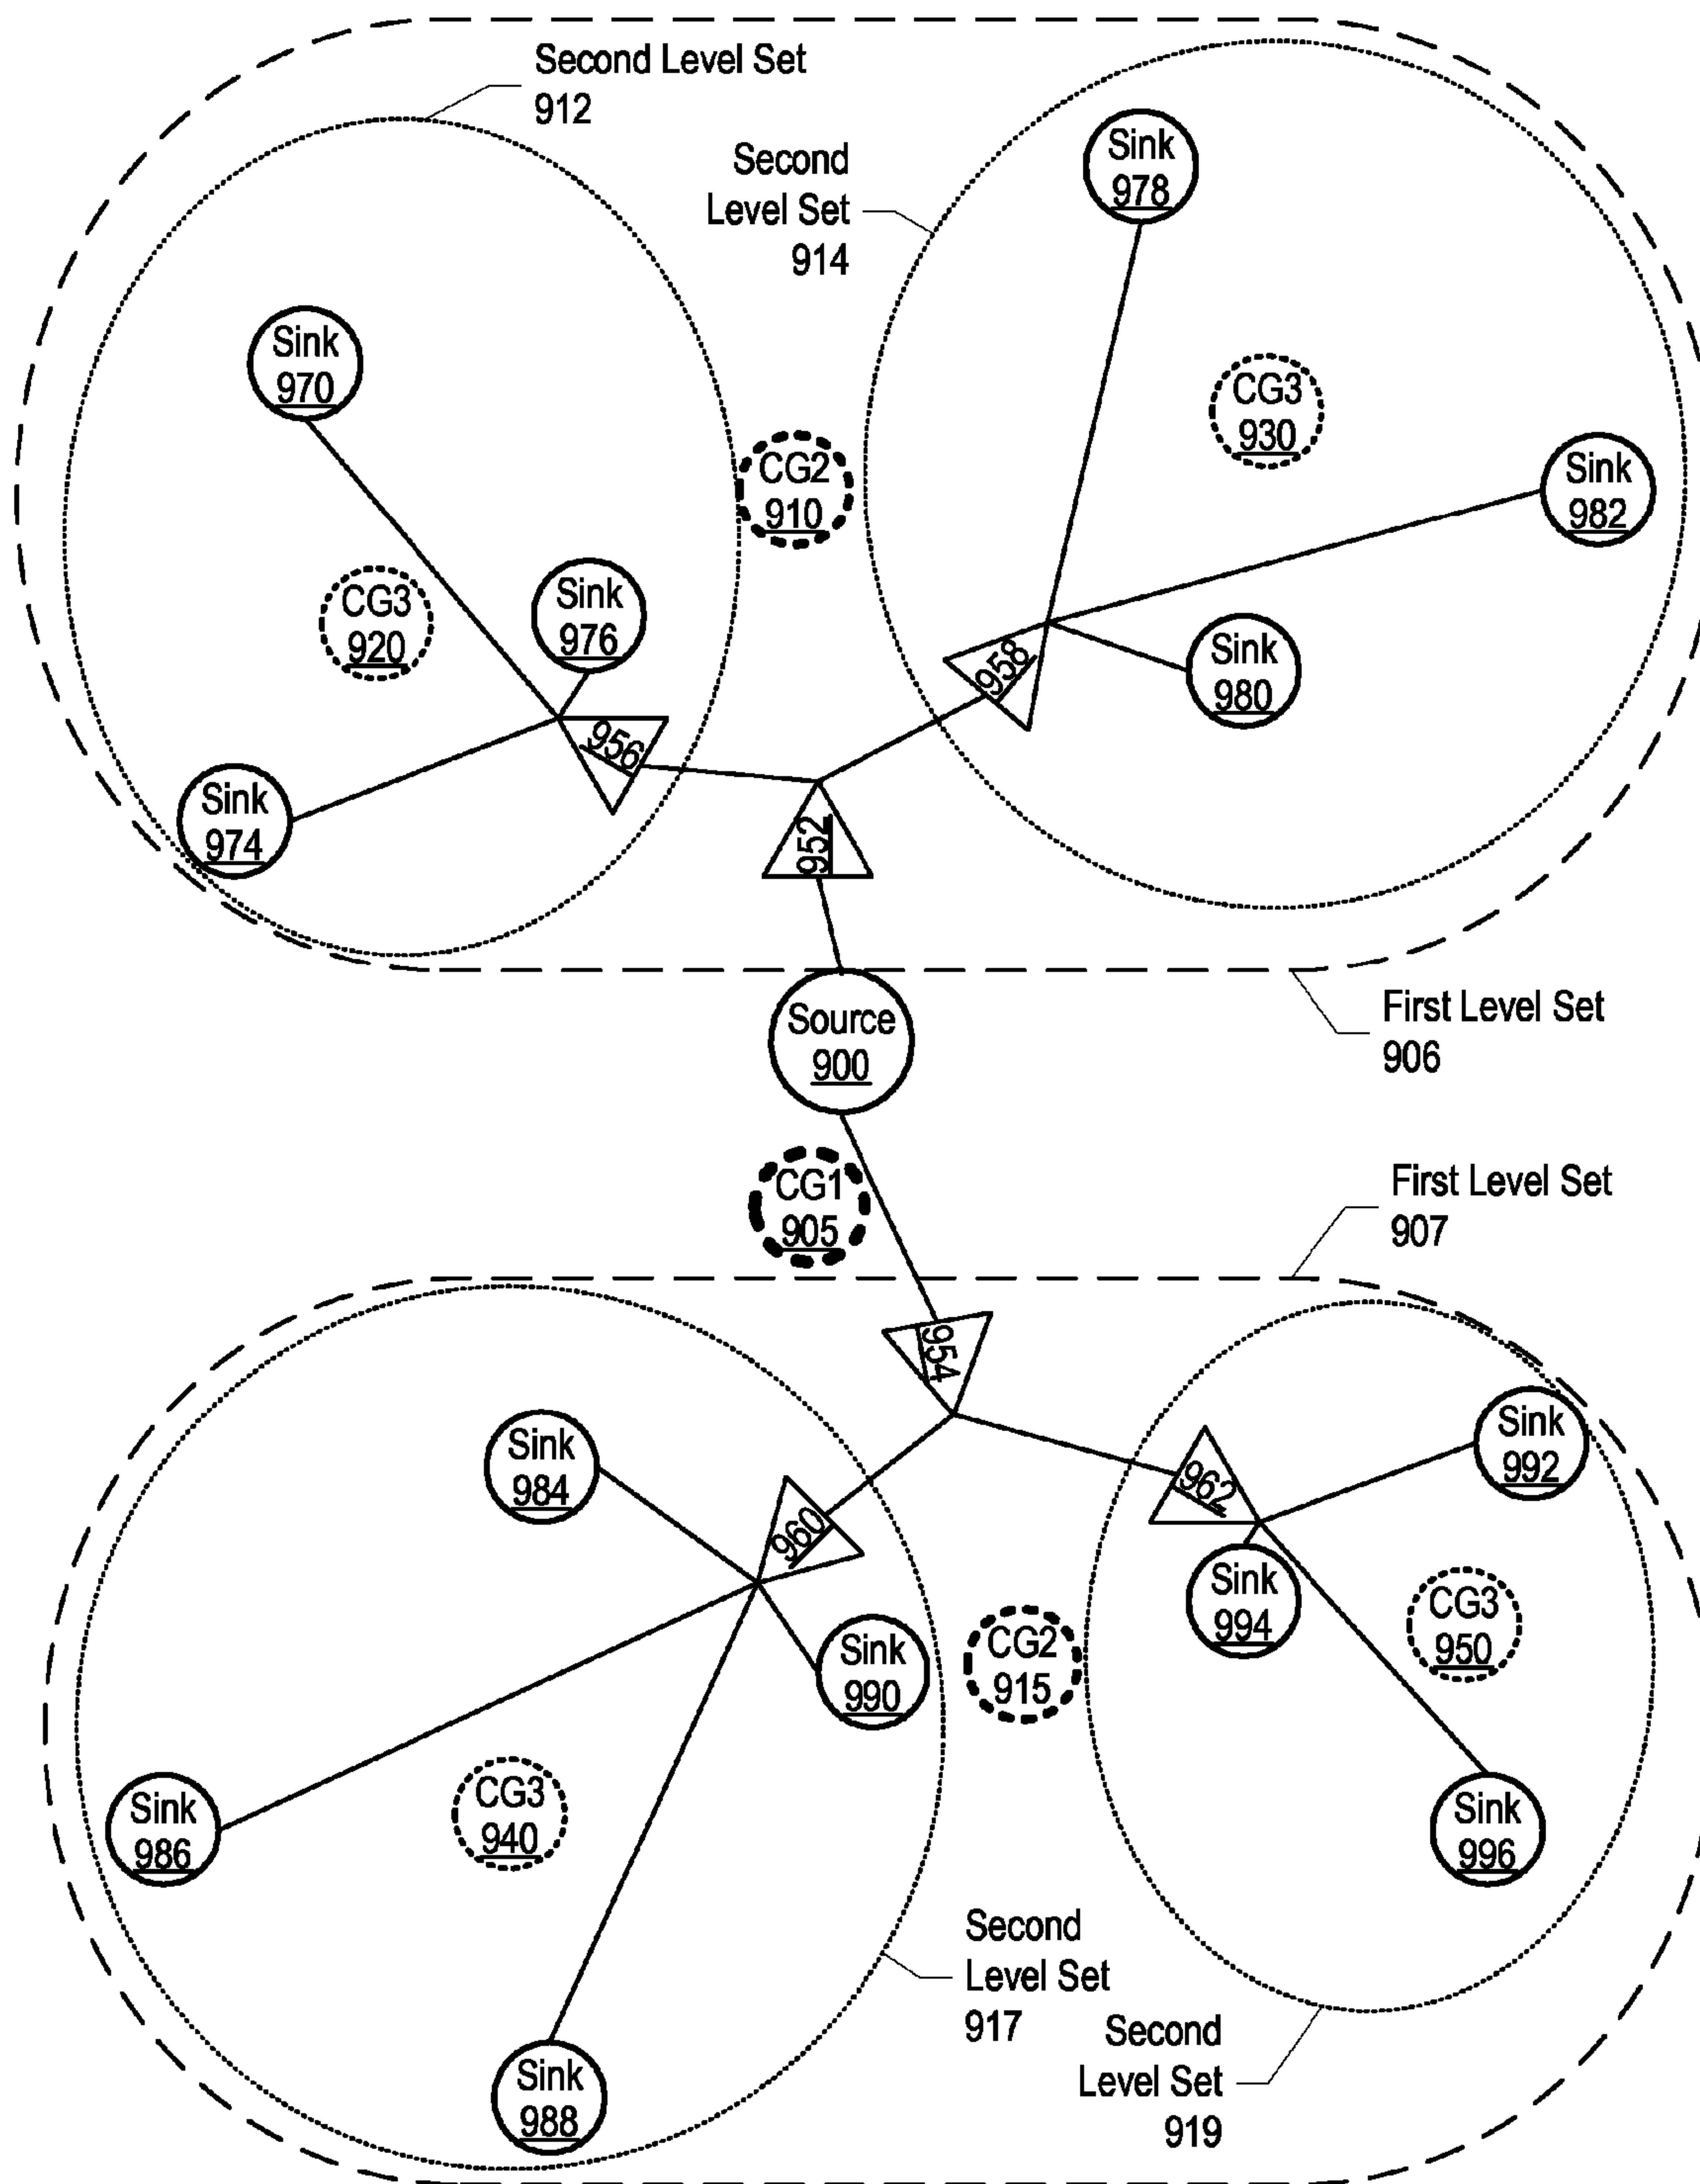 Second Level Set
912
Second
Level Set
914
Sink
978
Sink
970
CG3
930
CG2
910
Sink
982
CG3
920
Sink
976
Sink
980
958
956
Sink
974
952
First Level Set
906
Source
900
CG1
905
First Level Set
907
954
Sink
984
Sink
992
962
960
Sink
994
CG3
950
Sink
990
CG2
915
Sink
986
CG3
940
Sink
996
Second
Level Set
917
Second
Level Set
919
Sink
988